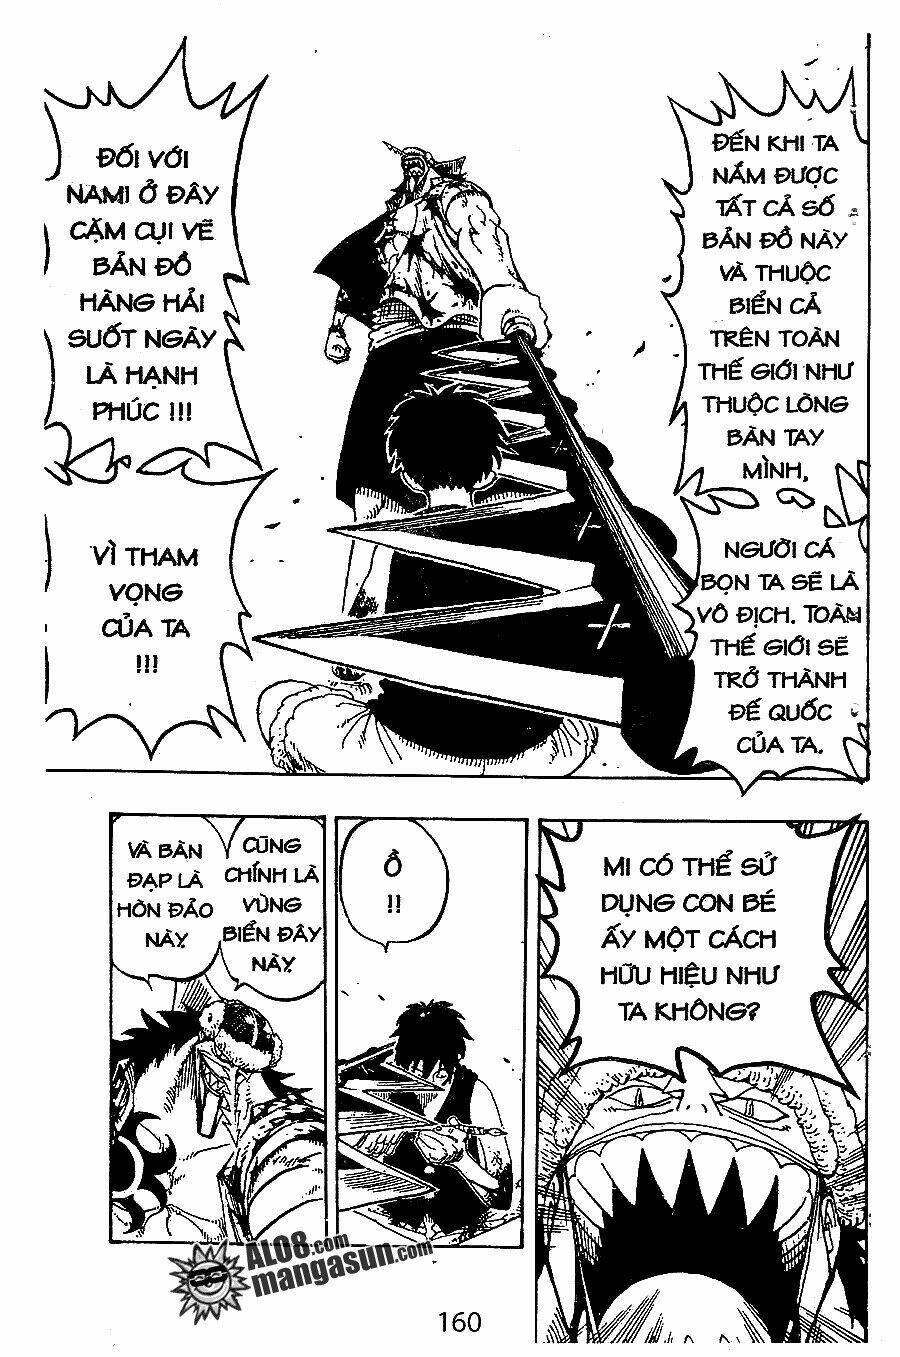 ĐẾN KHI TA
NẮM ĐƯỢC
TẤT CẢ SỐ
BẢN ĐỒ NÀY
VÀ THUỘC
BIỂN CẢ
TRÊN TOÀN
THẾ GIỚI NHƯ
THUỘC LÒNG
BÀN TAY
MÌNH,
NGƯỜI CÁ
BỌN TA SẼ LÀ
VÔ ĐỊCH. TOÀN
THẾ GIỚI SẼ
TRỞ THÀNH
ĐẾ QUỐC
CỦA TA.
ĐỐI VỚI
NAMI Ở ĐÂY
CẶM CỤI VẼ
BẢN ĐỒ
HÀNG HẢI
SUỐT NGÀY
LÀ HẠNH
PHÚC !!!
VÌ THAM
VỌNG
CỦA TA
!!!
MI CÓ THỂ SỬ
DỤNG CON BÉ
ẤY MỘT CÁCH
HỮU HIỆU NHƯ
TA KHÔNG?
Ồ
!!
CŨNG
CHÍNH LÀ
VÙNG
BIỂN ĐÂY
NÀY.
VÀ BÀN
ĐẠP LÀ
HÒN ĐẢO
NÀY.
ALO8.com
mangasun.com
160